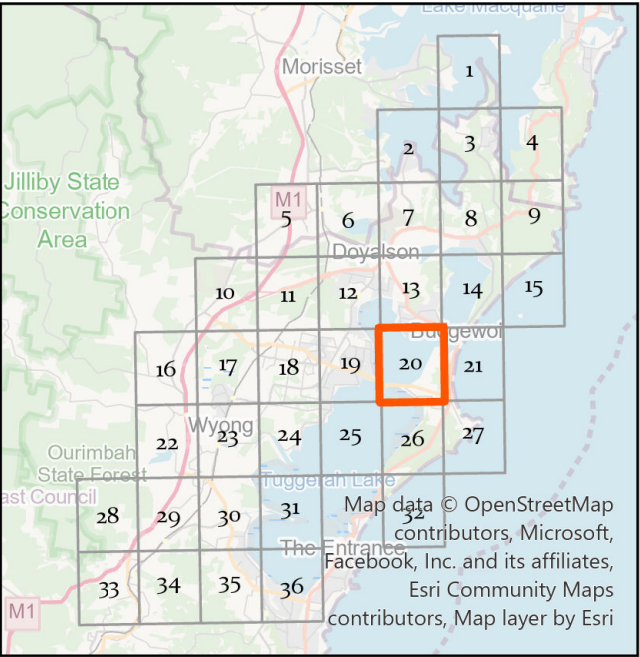 Lake Macquarie
1
Morisset
2
3
4
Jilliby State
Conservation
Area
M1
5
6
7
8
9
Doyalson
10
11
12
13
14
15
Budgewoi
16
17
18
19
20
21
Wyong
22
23
24
25
26
27
Ourimbah
State Forest
ast Council
Tuggerah Lake
28
29
30
31
32
Map data © OpenStreetMap
contributors, Microsoft,
The Entrance
Facebook, Inc. and its affiliates,
Esri Community Maps
contributors, Map layer by Esri
33
34
35
36
M1